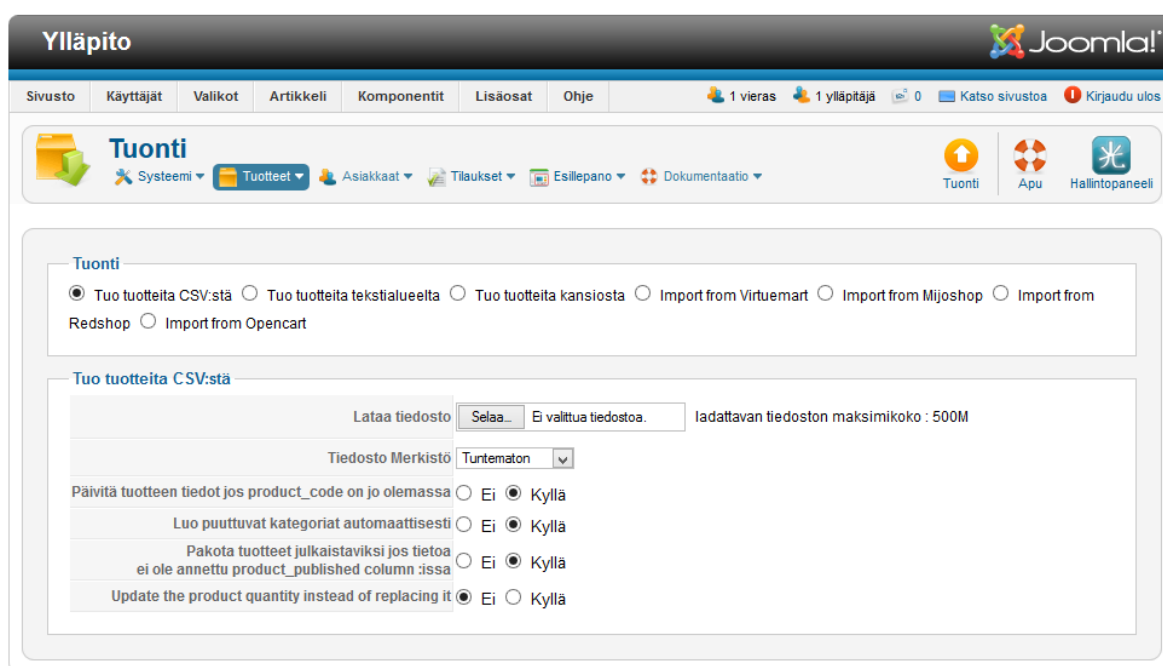 Ylläpito Joomla!
Sivusto Käyttäjät Valikot Artikkeli Komponentit Lisäosat Ohje 1 vieras 1 ylläpitäjä 0 Katso sivustoa Kirjaudu ulos
Tuonti
Systeemi Tuotteet Asiakkaat Tilaukset Esillepano Dokumentaatio
Tuonti Apu Hallintopaneeli
Tuonti
Tuo tuotteita CSV:stä Tuo tuotteita tekstialueelta Tuo tuotteita kansiosta Import from Virtuemart Import from Mijoshop Import from
Redshop Import from Opencart
Tuo tuotteita CSV:stä
Lataa tiedosto Selaa... Ei valittua tiedostoa. ladattavan tiedoston maksimikoko : 500M
Tiedosto Merkistö Tuntematon
Päivitä tuotteen tiedot jos product_code on jo olemassa Ei Kyllä
Luo puuttuvat kategoriat automaattisesti Ei Kyllä
Pakota tuotteet julkaistaviksi jos tietoa
ei ole annettu product_published column :issa Ei Kyllä
Update the product quantity instead of replacing it Ei Kyllä